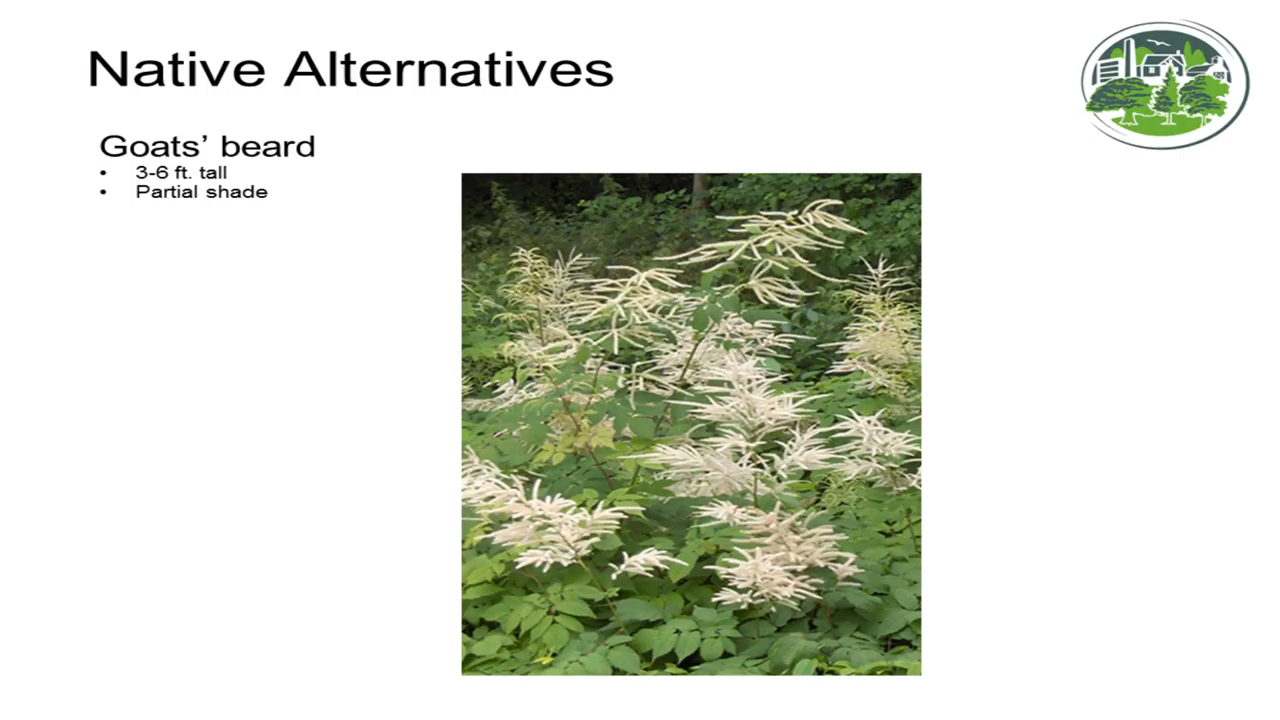 Native Alternatives
Goats’ beard
• 3-6 ft. tall
• Partial shade